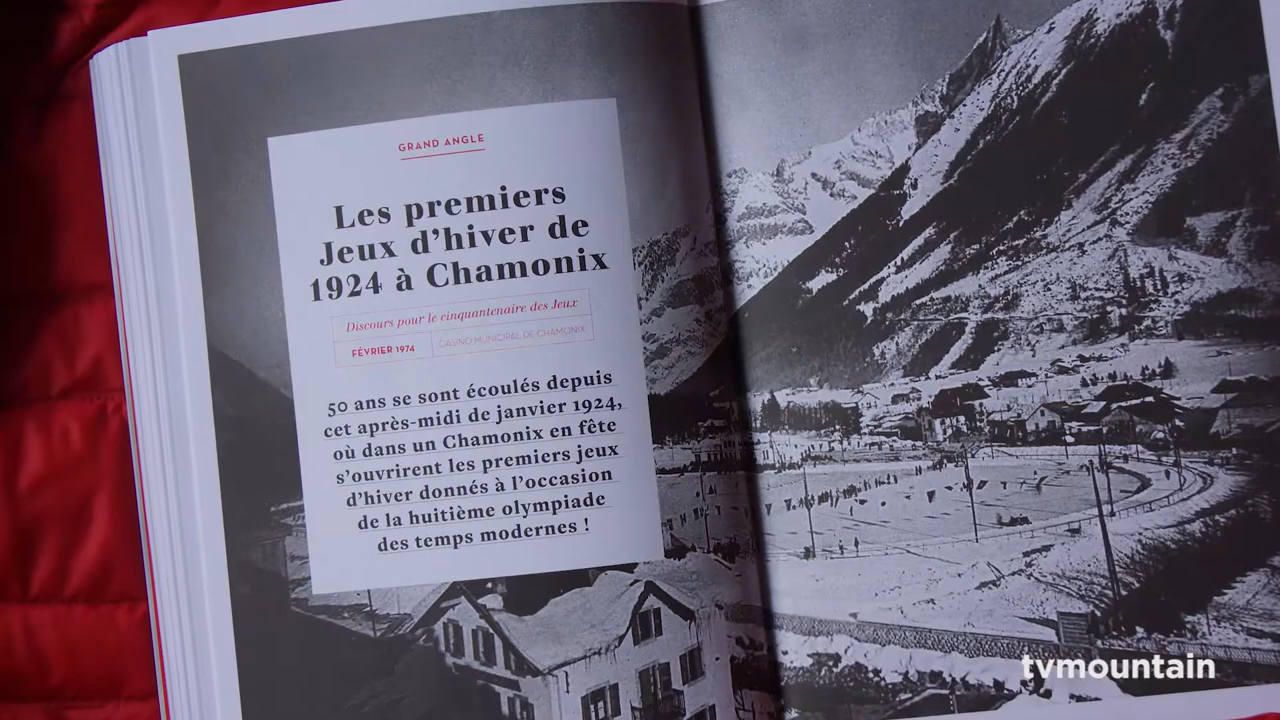 GRAND ANGLE
Les premiers
Jeux d'hiver de
1924 à Chamonix
Discours pour le cinquantenaire des Jeux
FÉVRIER 1974
CASINO MUNICIPAL DE CHAMONIX
50 ans se sont écoulés depuis
cet après-midi de janvier 1924,
où dans un Chamonix en fête
s'ouvrirent les premiers jeux
d'hiver donnés à l'occasion
de la huitième olympiade
des temps modernes !
tvmountain